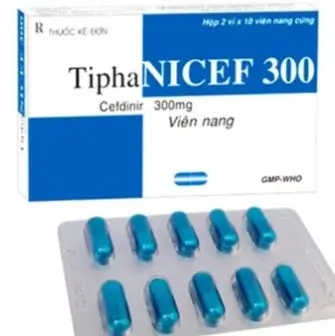 Hộp 2 vỉ x 10 viên nang cứng
R THUỐC KÊ ĐƠN
TiphaNICEF 300
Cefdinir 300mg
Viên nang
GMP-WHO